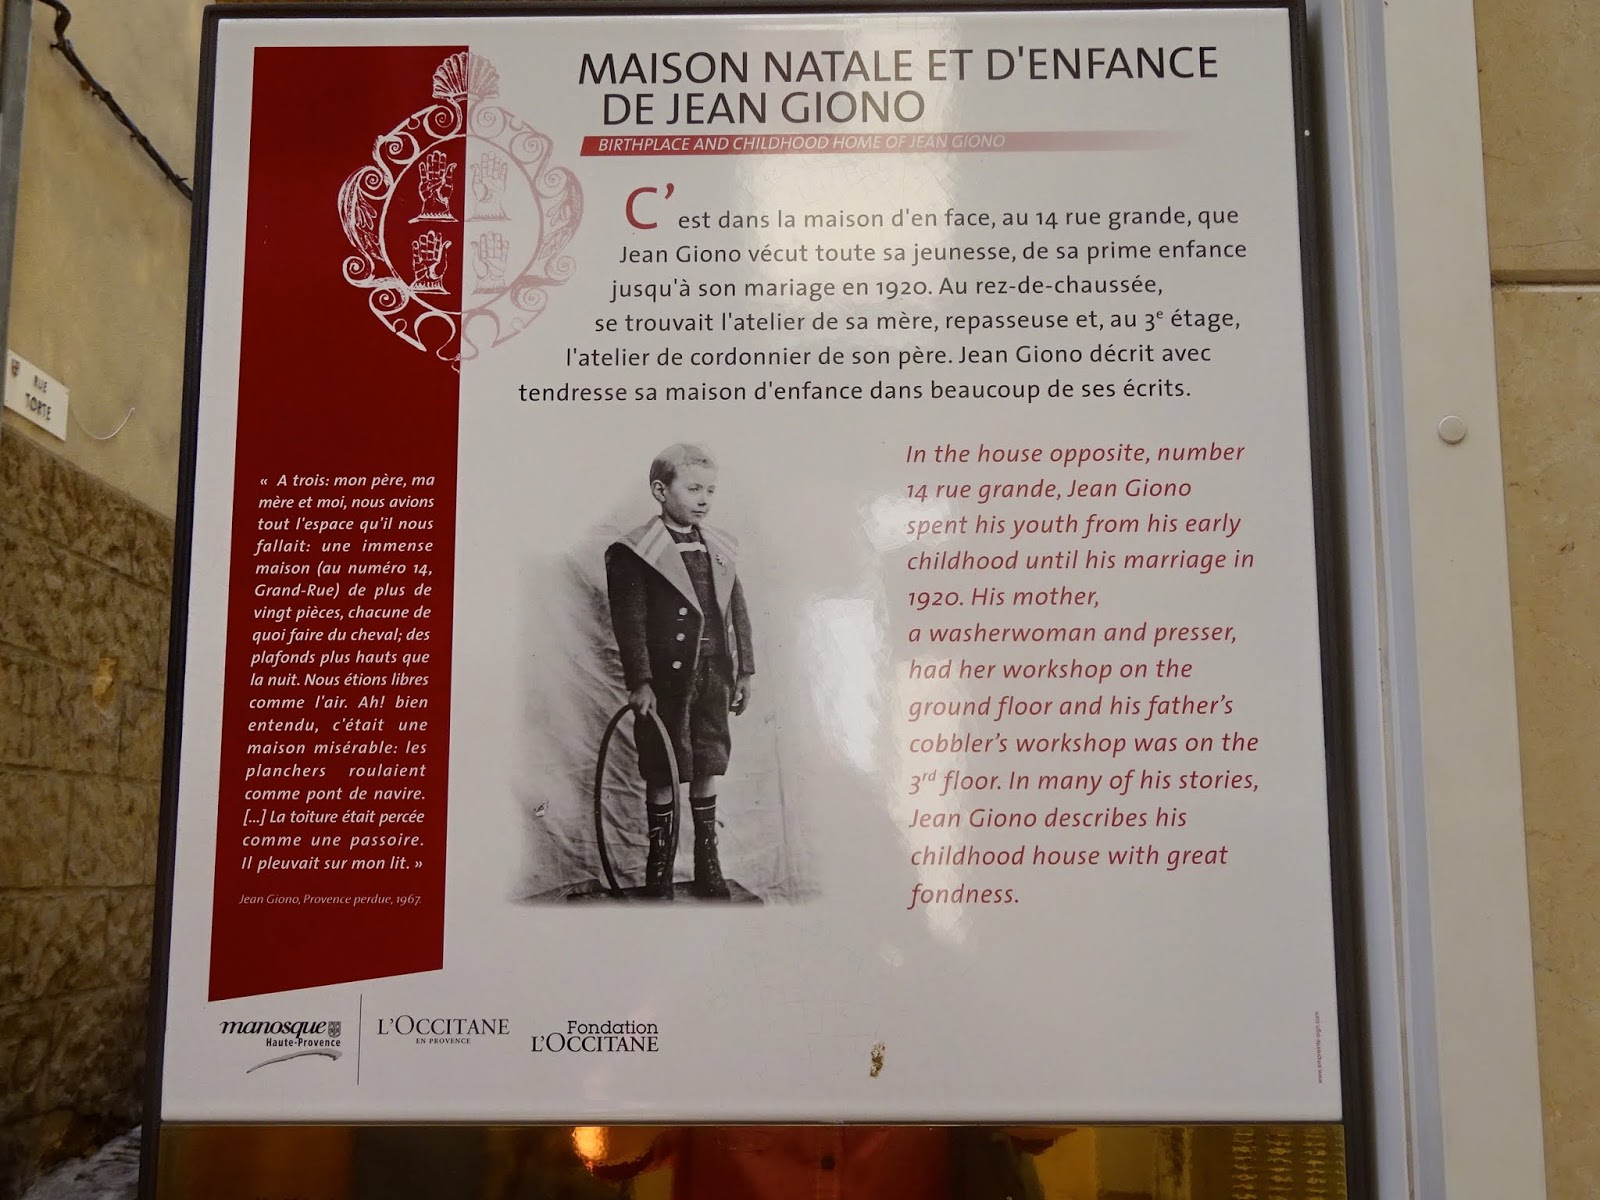 MAISON NATALE ET D'ENFANCE
DE JEAN GIONO
BIRTHPLACE AND CHILDHOOD HOME OF JEAN GIONO
C'est dans la maison d'en face, au 14 rue grande, que
Jean Giono vécut toute sa jeunesse, de sa prime enfance
jusqu'à son mariage en 1920. Au rez-de-chaussée,
se trouvait l'atelier de sa mère, repasseuse et, au 3e étage,
l'atelier de cordonnier de son père. Jean Giono décrit avec
tendresse sa maison d'enfance dans beaucoup de ses écrits.
RUE
TORTE
« A trois: mon père, ma
mère et moi, nous avions
tout l'espace qu'il nous
fallait: une immense
maison (au numéro 14,
Grand-Rue) de plus de
vingt pièces, chacune de
quoi faire du cheval; des
plafonds plus hauts que
la nuit. Nous étions libres
comme l'air. Ah! bien
entendu, c'était une
maison misérable: les
planchers roulaient
comme pont de navire.
[...] La toiture était percée
comme une passoire.
Il pleuvait sur mon lit. »
Jean Giono, Provence perdue, 1967.
In the house opposite, number
14 rue grande, Jean Giono
spent his youth from his early
childhood until his marriage in
1920. His mother,
a washerwoman and presser,
had her workshop on the
ground floor and his father's
cobbler's workshop was on the
3rd floor. In many of his stories,
Jean Giono describes his
childhood house with great
fondness.
manosque
Haute-Provence
L'OCCITANE
EN PROVENCE
Fondation
L'OCCITANE
www.empreinte-sign.com